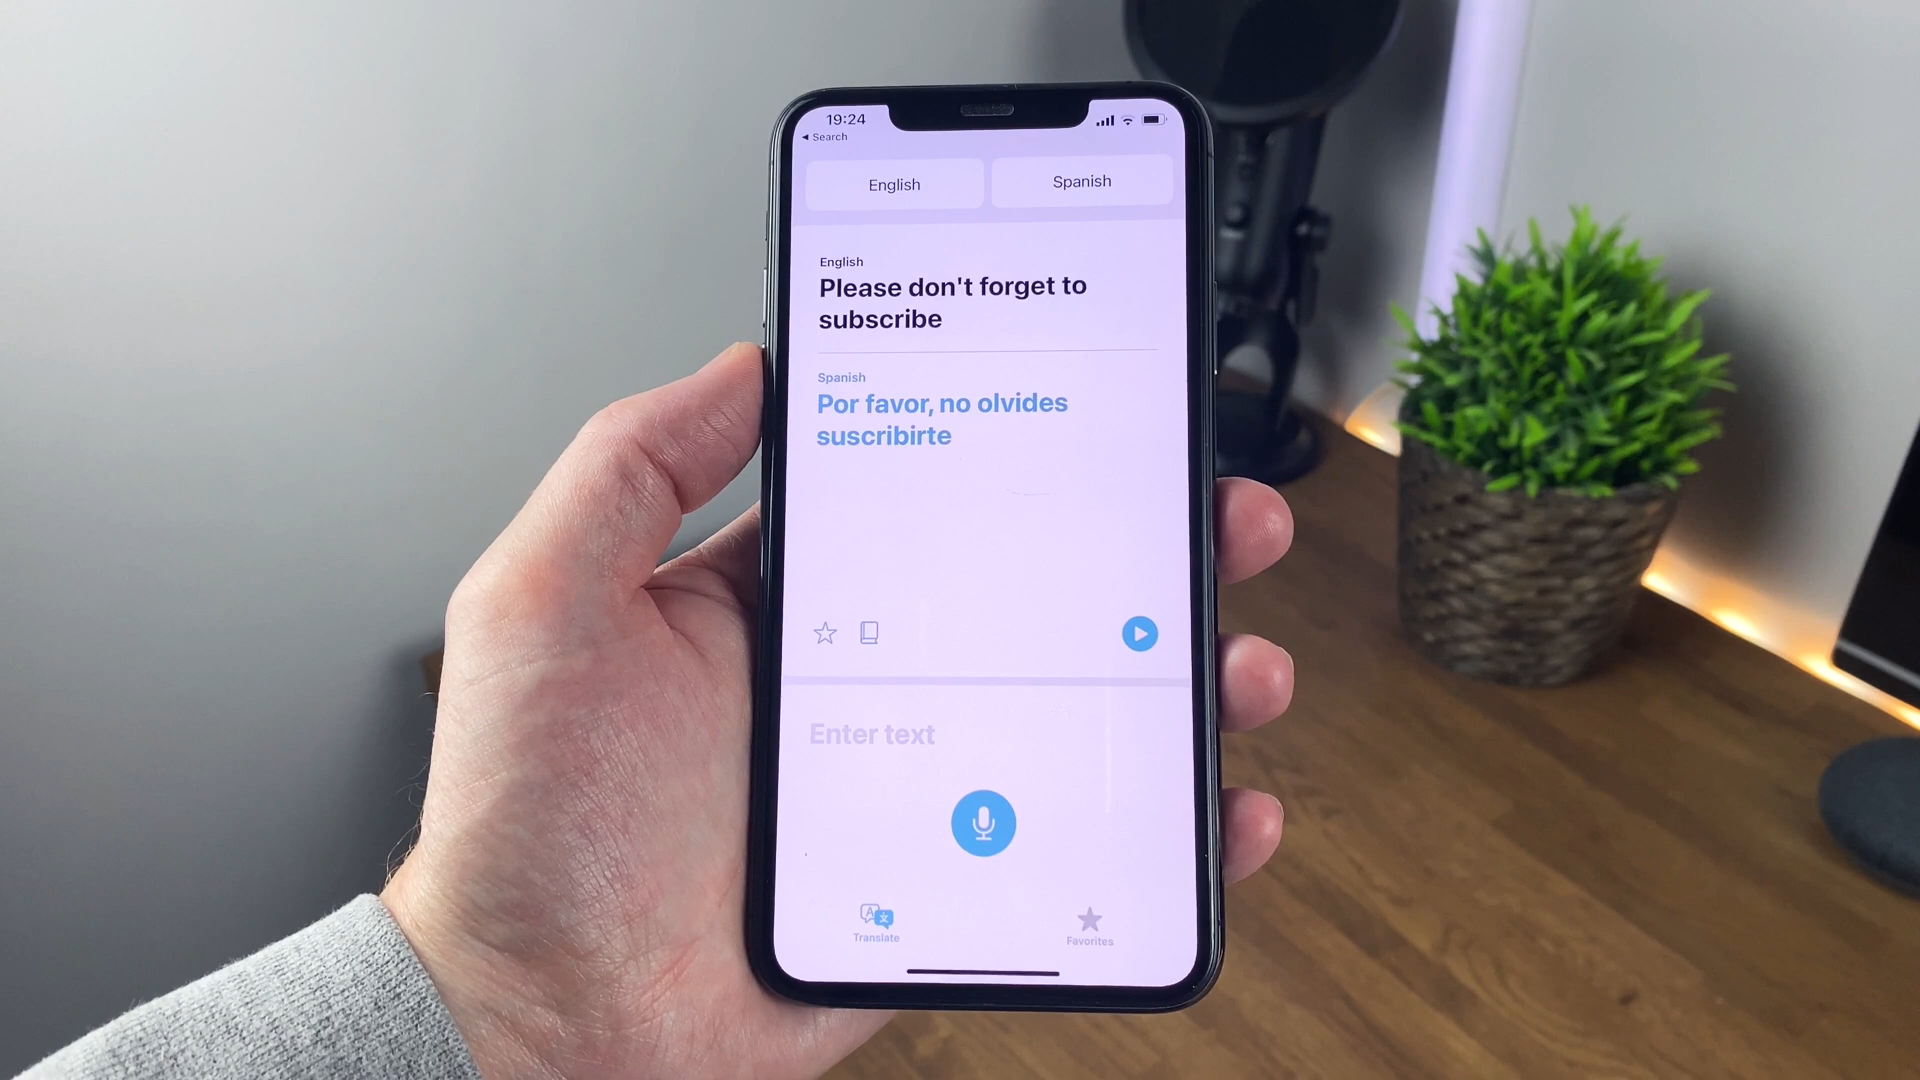 19:24
◀ Search
English
Spanish
English
Please don't forget to
subscribe
Spanish
Por favor, no olvides
suscribirte
Enter text
Translate
Favorites